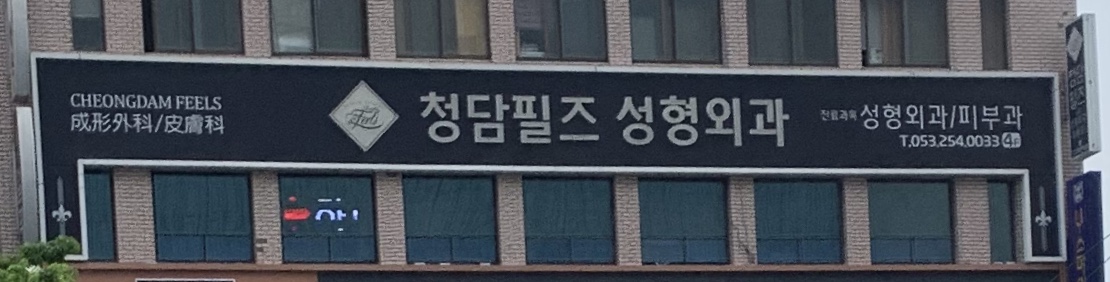 CHEONGDAM FEELS
成形外科/皮膚科
Feels
청담필즈 성형외과
진료과목 성형외과/피부과
T.053.254.0033 4F